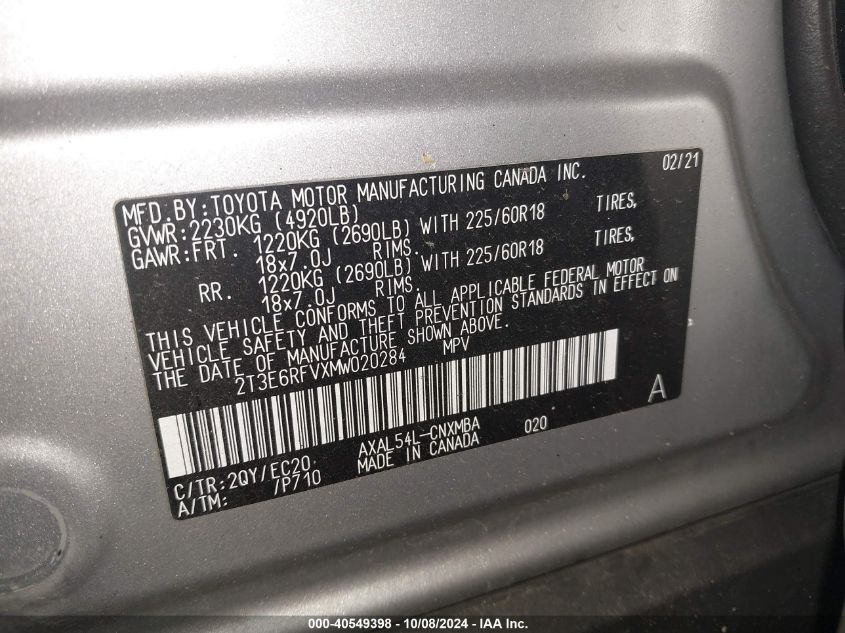 02/21
MFD.BY:TOYOTA MOTOR MANUFACTURING CANADA INC.
GVWR:2230KG (4920LB)
GAWR:FRT. 1220KG (2690LB) WITH 225/60R18 TIRES,
18x7.0J RIMS.
RR. 1220KG (2690LB) WITH 225/60R18 TIRES,
18x7.0J RIMS.
THIS VEHICLE CONFORMS TO ALL APPLICABLE FEDERAL MOTOR
VEHICLE SAFETY AND THEFT PREVENTION STANDARDS IN EFFECT ON
THE DATE OF MANUFACTURE SHOWN ABOVE.
2T3E6RFVXMW020284 MPV
A
C/TR:2QY/EC20 AXAL54L-CNXMBA 020
A/TM: /P710 MADE IN CANADA
000-40549398 - 10/08/2024 - IAA Inc.